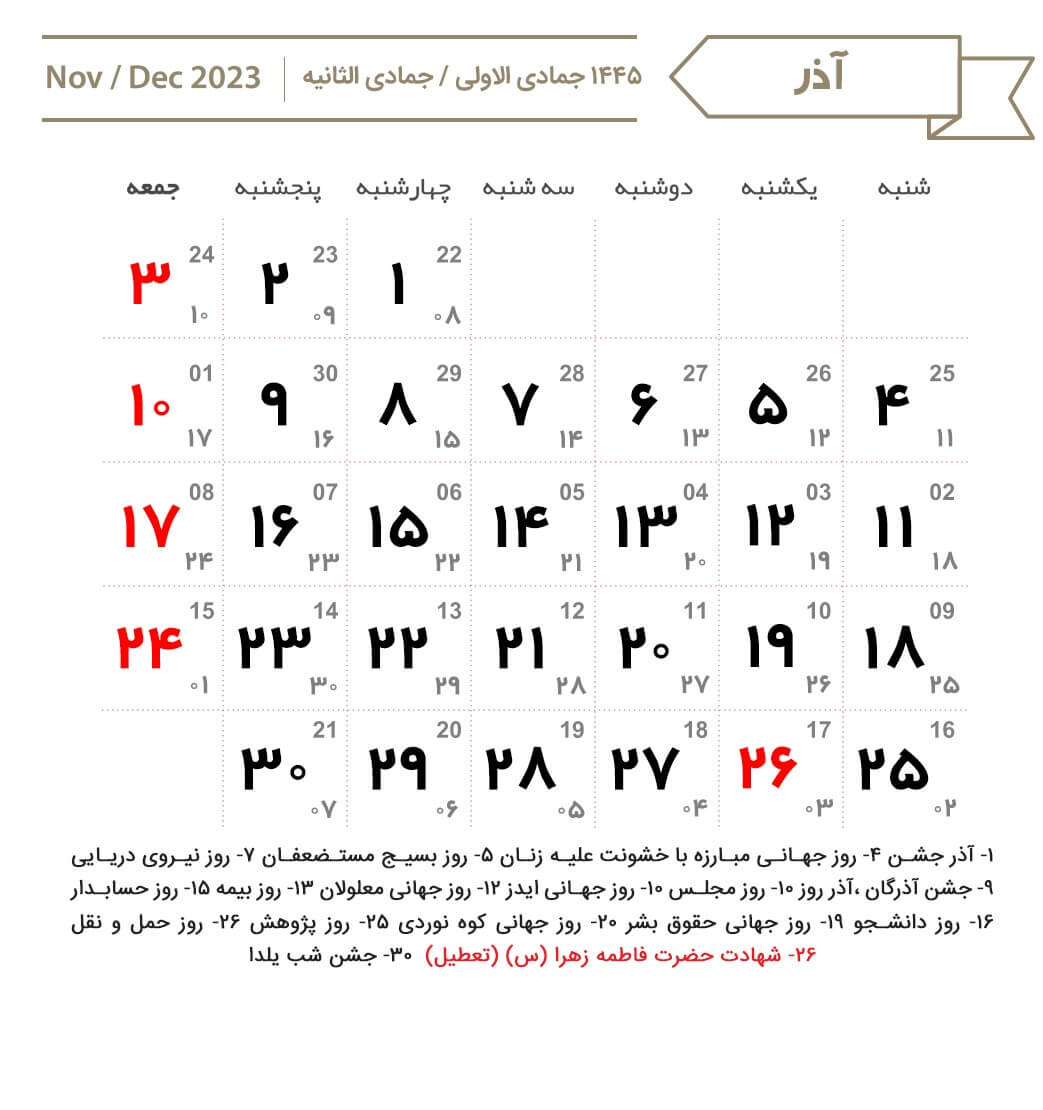 آذر
۱۴۴۵ جمادی الاولی / جمادی الثانیه | Nov / Dec 2023
شنبه یکشنبه دوشنبه سه شنبه چهارشنبه پنجشنبه جمعه
22 23 24
۱ ۲ ۳
۰۸ ۰۹ ۱۰
25 26 27 28 29 30 01
۴ ۵ ۶ ۷ ۸ ۹ ۱۰
۱۱ ۱۲ ۱۳ ۱۴ ۱۵ ۱۶ ۱۷
02 03 04 05 06 07 08
۱۱ ۱۲ ۱۳ ۱۴ ۱۵ ۱۶ ۱۷
۱۸ ۱۹ ۲۰ ۲۱ ۲۲ ۲۳ ۲۴
09 10 11 12 13 14 15
۱۸ ۱۹ ۲۰ ۲۱ ۲۲ ۲۳ ۲۴
۲۵ ۲۶ ۲۷ ۲۸ ۲۹ ۳۰ ۰۱
16 17 18 19 20 21
۲۵ ۲۶ ۲۷ ۲۸ ۲۹ ۳۰
۰۲ ۰۳ ۰۴ ۰۵ ۰۶ ۰۷
۱- آذر جشن ۴- روز جهانی مبارزه با خشونت علیه زنان ۵- روز بسیج مستضعفان ۷- روز نیروی دریایی
۹- جشن آذرگان ،آذر روز ۱۰- روز مجلس ۱۰- روز جهانی ایدز ۱۲- روز جهانی معلولان ۱۳- روز بیمه ۱۵- روز حسابدار
۱۶- روز دانشجو ۱۹- روز جهانی حقوق بشر ۲۰- روز جهانی کوه نوردی ۲۵- روز پژوهش ۲۶- روز حمل و نقل
۲۶- شهادت حضرت فاطمه زهرا (س) (تعطیل) ۳۰- جشن شب یلدا